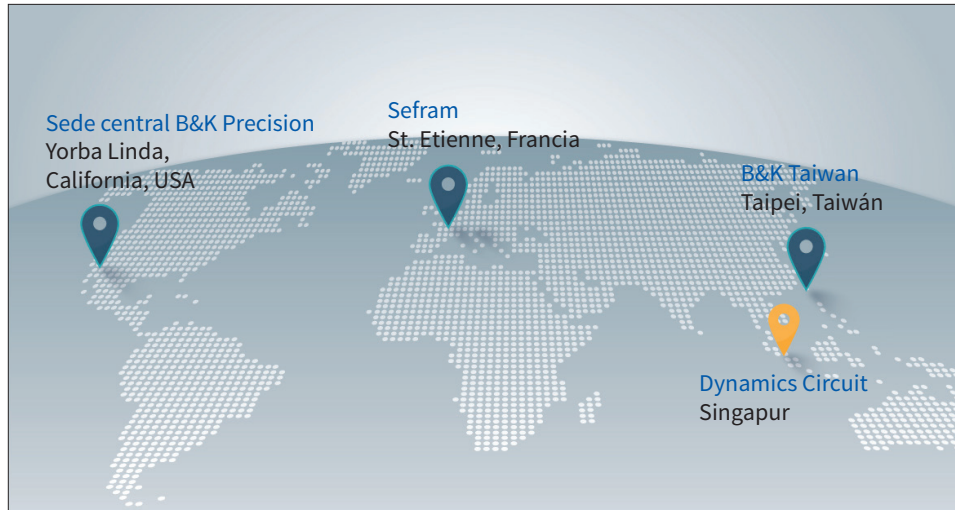 Sede central B&K Precision
Yorba Linda,
California, USA
Sefram
St. Etienne, Francia
B&K Taiwan
Taipei, Taiwán
Dynamics Circuit
Singapur